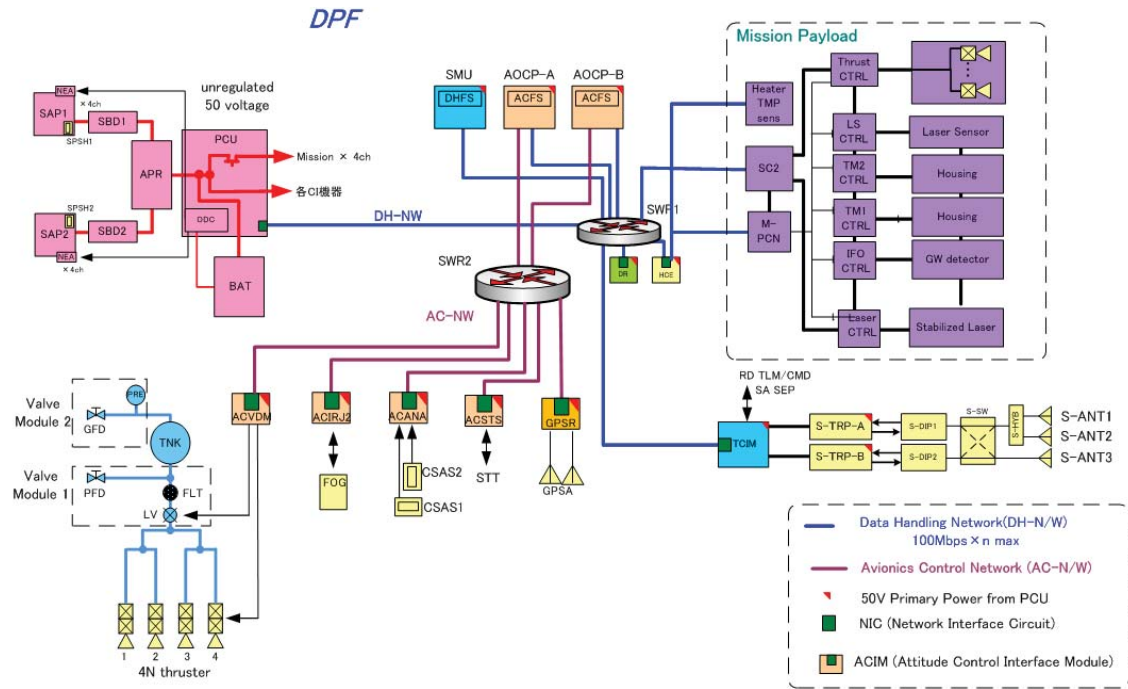 DPF
unregulated
50 voltage
NEA
× 4ch
SAP1
SPSH1
SBD1
APR
PCU
Mission × 4ch
各CI機器
DDC
SPSH2
SAP2
SBD2
NEA
× 4ch
BAT
DH-NW
SMU
AOCP-A
AOCP-B
DHFS
ACFS
ACFS
SWR1
SWR2
DR
HCE
AC-NW
Mission Payload
Heater
TMP
sens
SC2
M-
PCN
Thrust
CTRL
LS
CTRL
Laser Sensor
TM2
CTRL
Housing
TM1
CTRL
Housing
IFO
CTRL
GW detector
Laser
CTRL
Stabilized Laser
Valve
Module 2
PRE
GFD
TNK
Valve
Module 1
PFD
FLT
LV
1
2
3
4
4N thruster
ACVDM
ACIRJ2
ACANA
ACSTS
GPSR
FOG
CSAS2
CSAS1
STT
GPSA
RD TLM/CMD
SA SEP
TCIM
S-TRP-A
S-TRP-B
S-DIP1
S-DIP2
S-SW
S-HYB
S-ANT1
S-ANT2
S-ANT3
Data Handling Network(DH-N/W)
100Mbps × n max
Avionics Control Network (AC-N/W)
50V Primary Power from PCU
NIC (Network Interface Circuit)
ACIM (Attitude Control Interface Module)